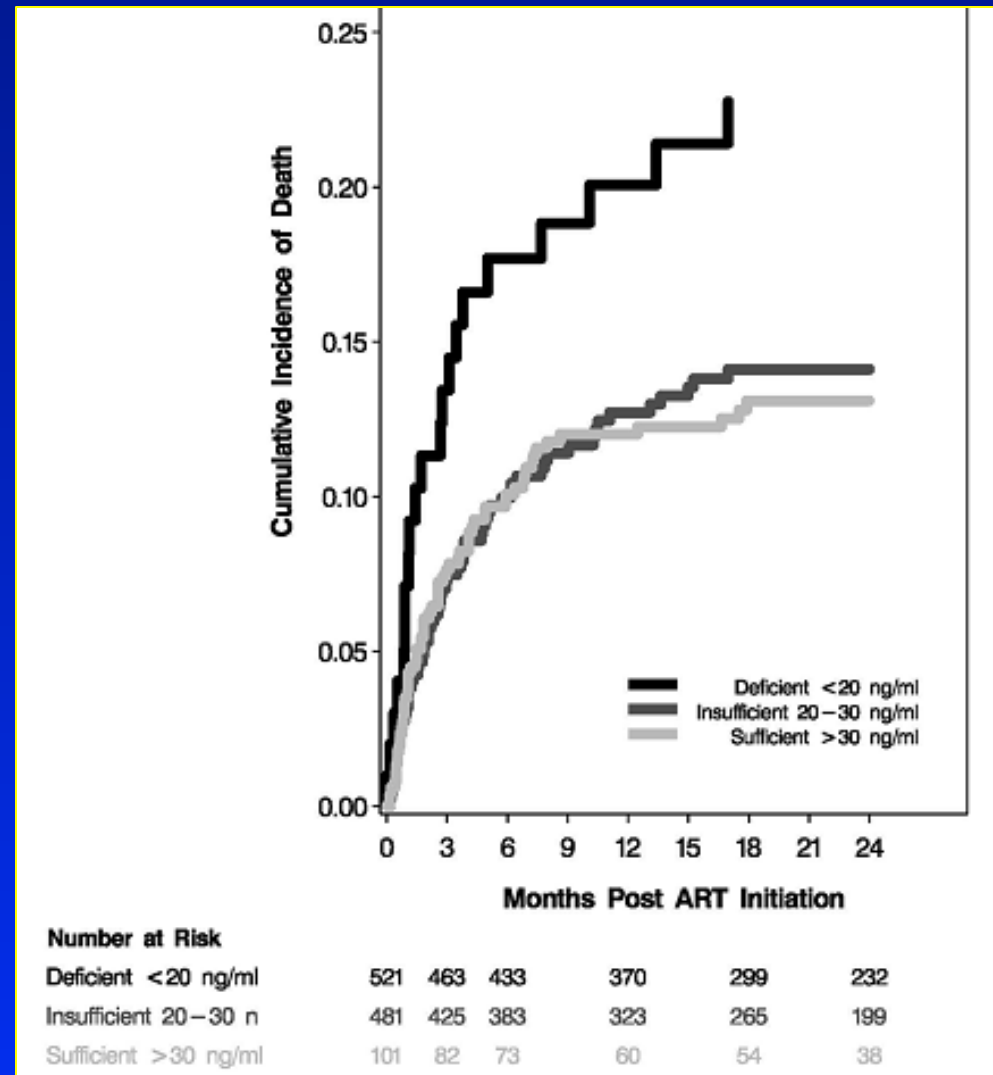 0.25
0.20
0.15
0.10
0.05
0.00
Cumulative Incidence of Death
Deficient <20 ng/ml
Insufficient 20–30 ng/ml
Sufficient >30 ng/ml
0 3 6 9 12 15 18 21 24
Months Post ART Initiation
Number at Risk
Deficient <20 ng/ml 521 463 433 370 299 232
Insufficient 20–30 n 481 425 383 323 265 199
Sufficient >30 ng/ml 101 82 73 60 54 38